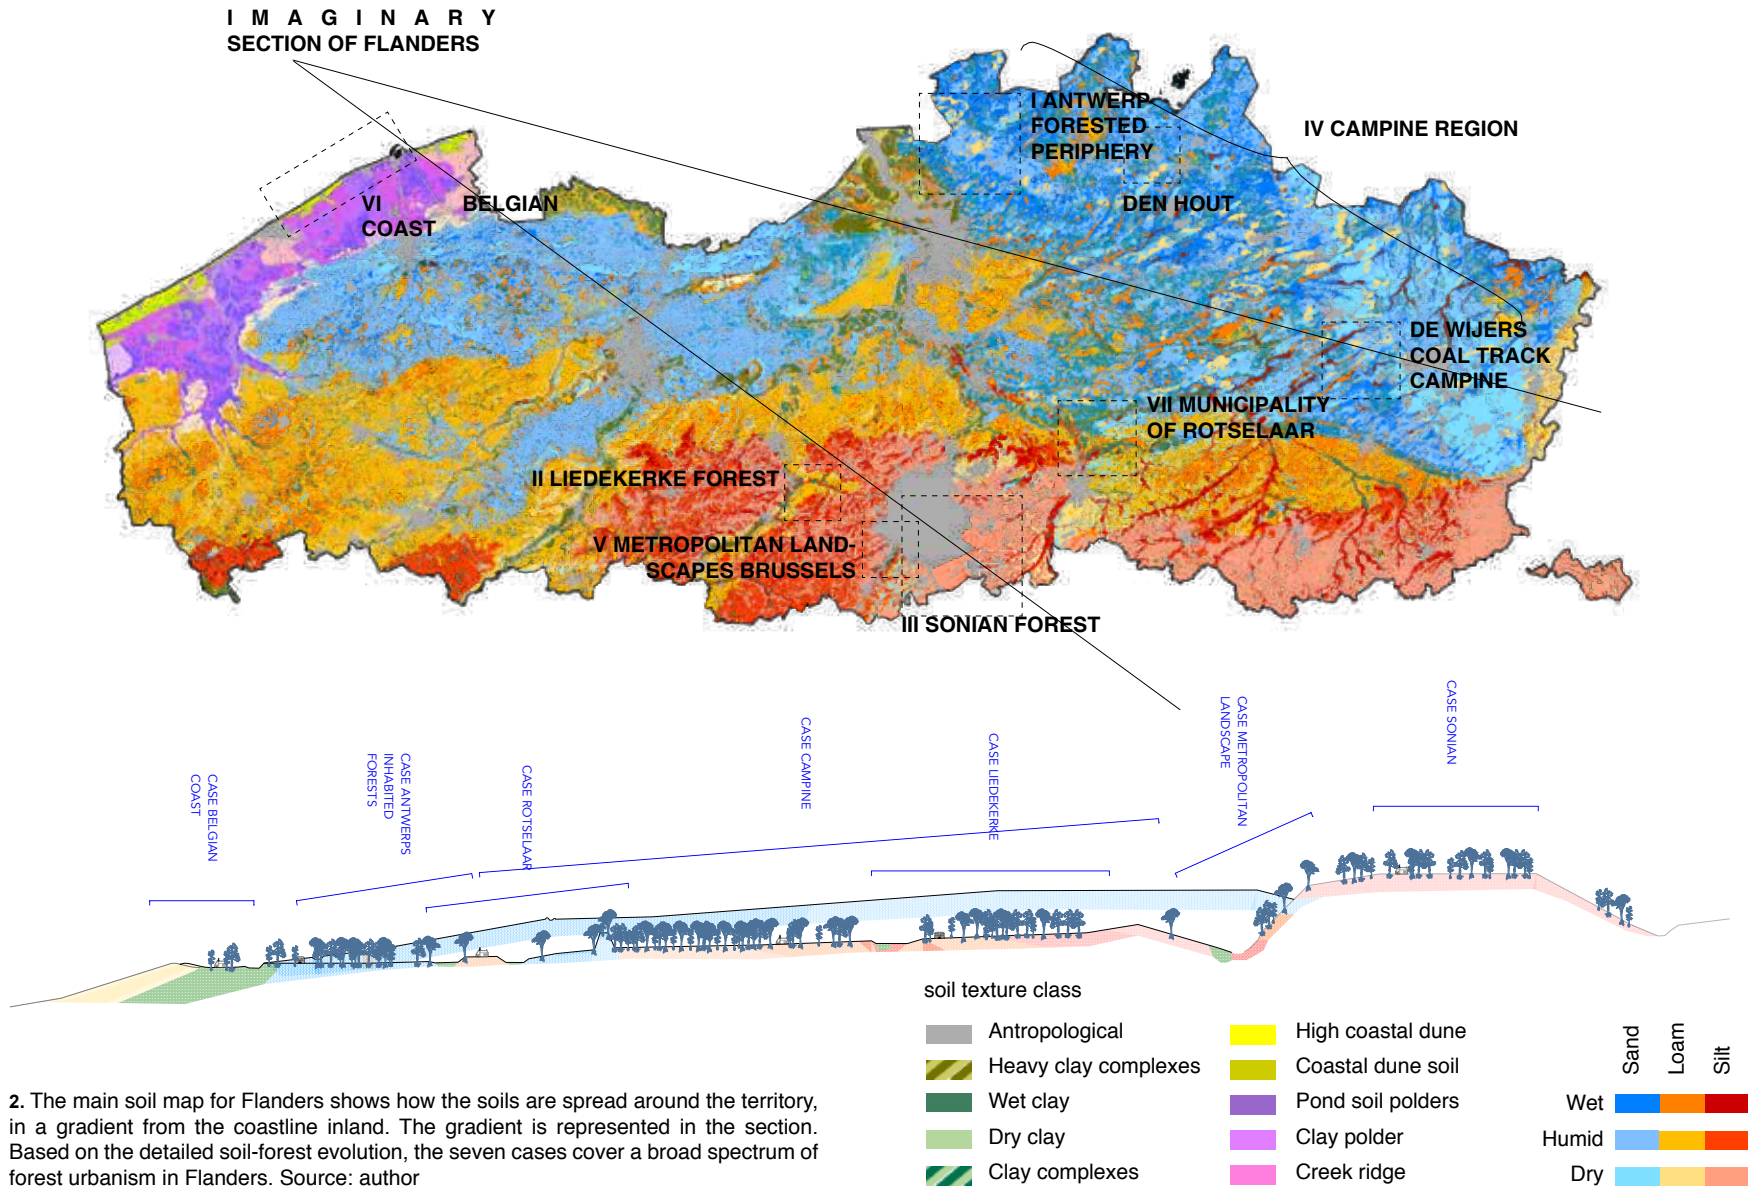 I M A G I N A R Y
SECTION OF FLANDERS
I ANTWERP
FORESTED
PERIPHERY
IV CAMPINE REGION
VI BELGIAN
COAST
DEN HOUT
DE WIJERS
COAL TRACK
CAMPINE
VII MUNICIPALITY
OF ROTSELAAR
II LIEDEKERKE FOREST
V METROPOLITAN LAND-
SCAPES BRUSSELS
III SONIAN FOREST
CASE BELGIAN
COAST
CASE ANTWERPS
INHABITED
FORESTS
CASE ROTSELAAR
CASE CAMPINE
CASE LIEDEKERKE
CASE METROPOLITAN
LANDSCAPE
CASE SONIAN
soil texture class
Antropological
Heavy clay complexes
Wet clay
Dry clay
Clay complexes
High coastal dune
Coastal dune soil
Pond soil polders
Clay polder
Creek ridge
Sand
Loam
Silt
Wet
Humid
Dry
2. The main soil map for Flanders shows how the soils are spread around the territory,
in a gradient from the coastline inland. The gradient is represented in the section.
Based on the detailed soil-forest evolution, the seven cases cover a broad spectrum of
forest urbanism in Flanders. Source: author